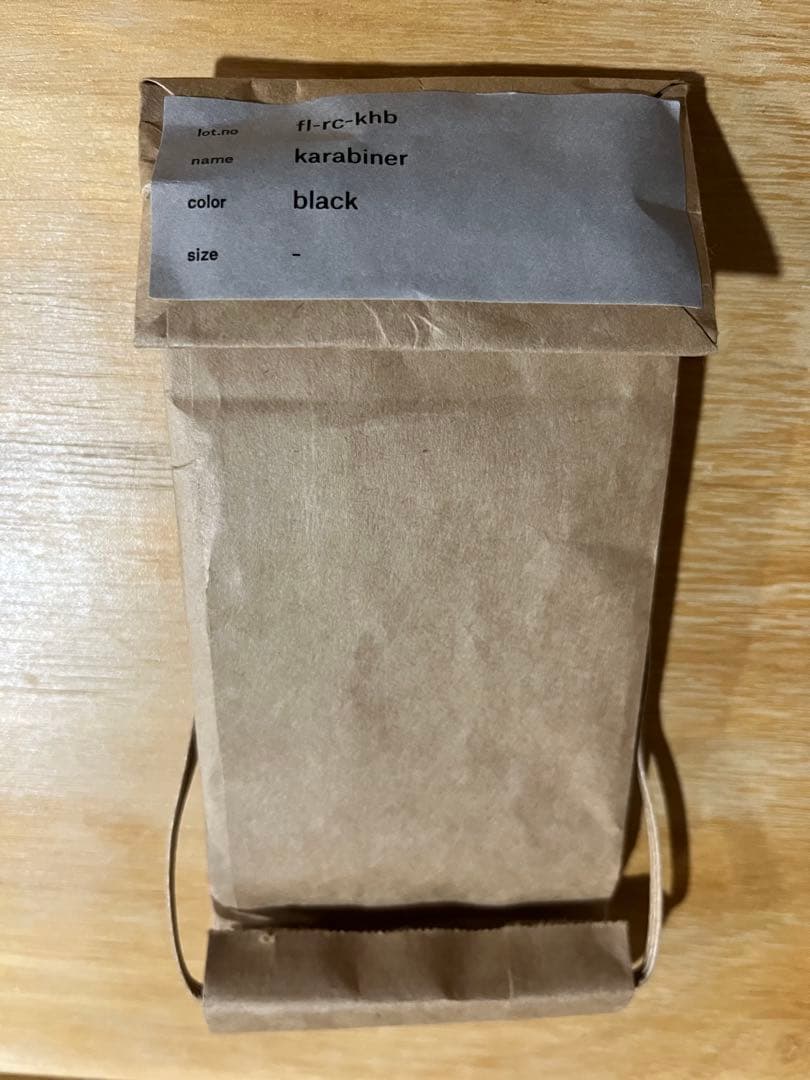 lot.no fl-rc-khb
name karabiner
color black
size -